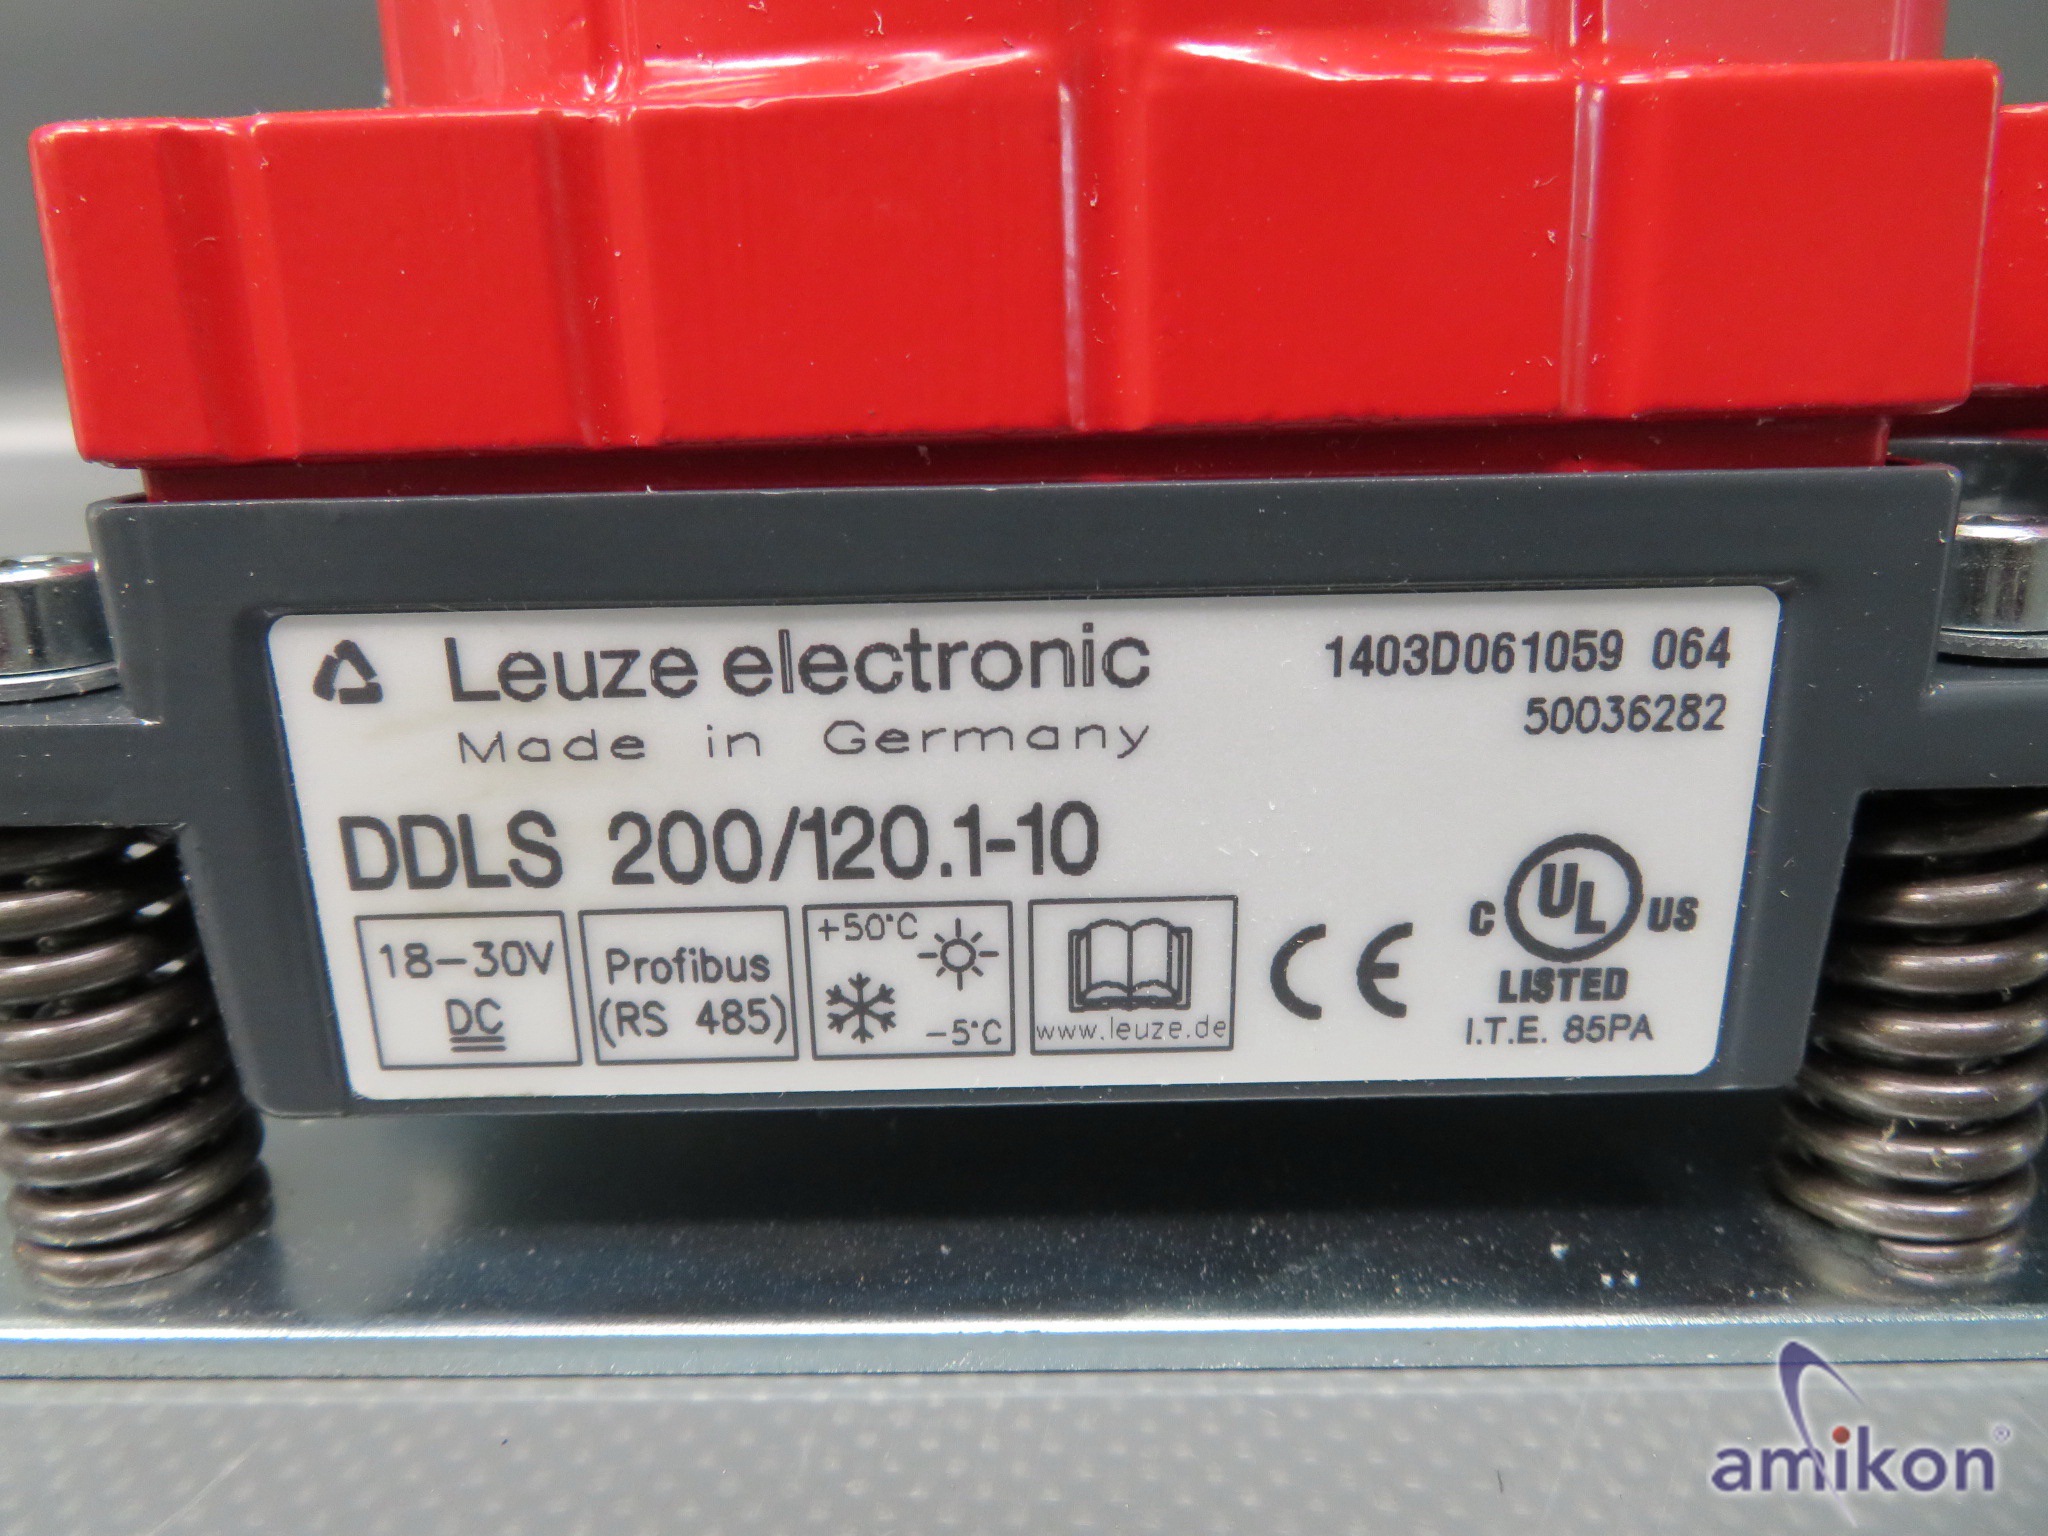 Leuze electronic
Made in Germany
1403D061059 064
50036282
DDLS 200/120.1-10
18-30V
DC
Profibus
(RS 485)
+50°C
-5°C
www.leuze.de
CE
C UL US
LISTED
I.T.E. 85PA
amikon®